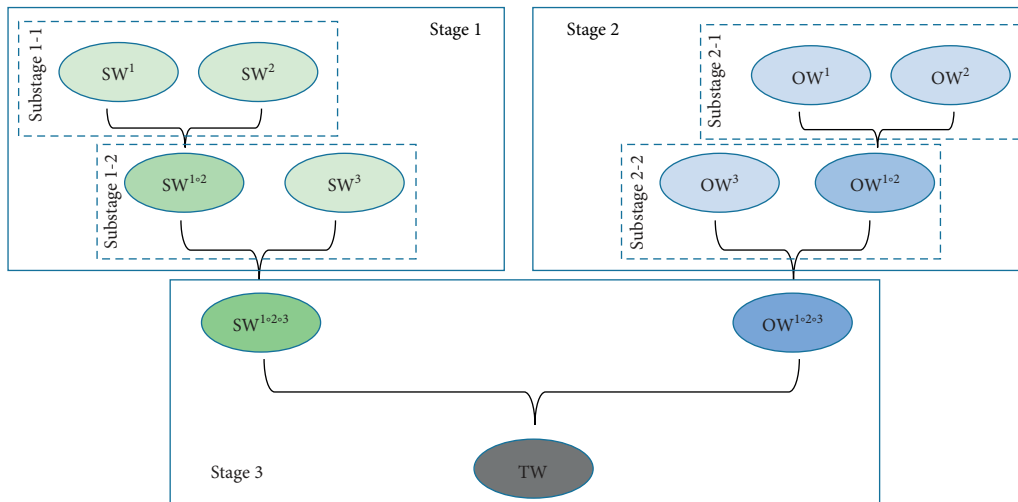 Stage 1
Substage 1-1
SW¹
SW²
Substage 1-2
SW¹∘²
SW³
Stage 2
Substage 2-1
OW¹
OW²
Substage 2-2
OW³
OW¹∘²
SW¹∘²∘³
OW¹∘²∘³
Stage 3
TW